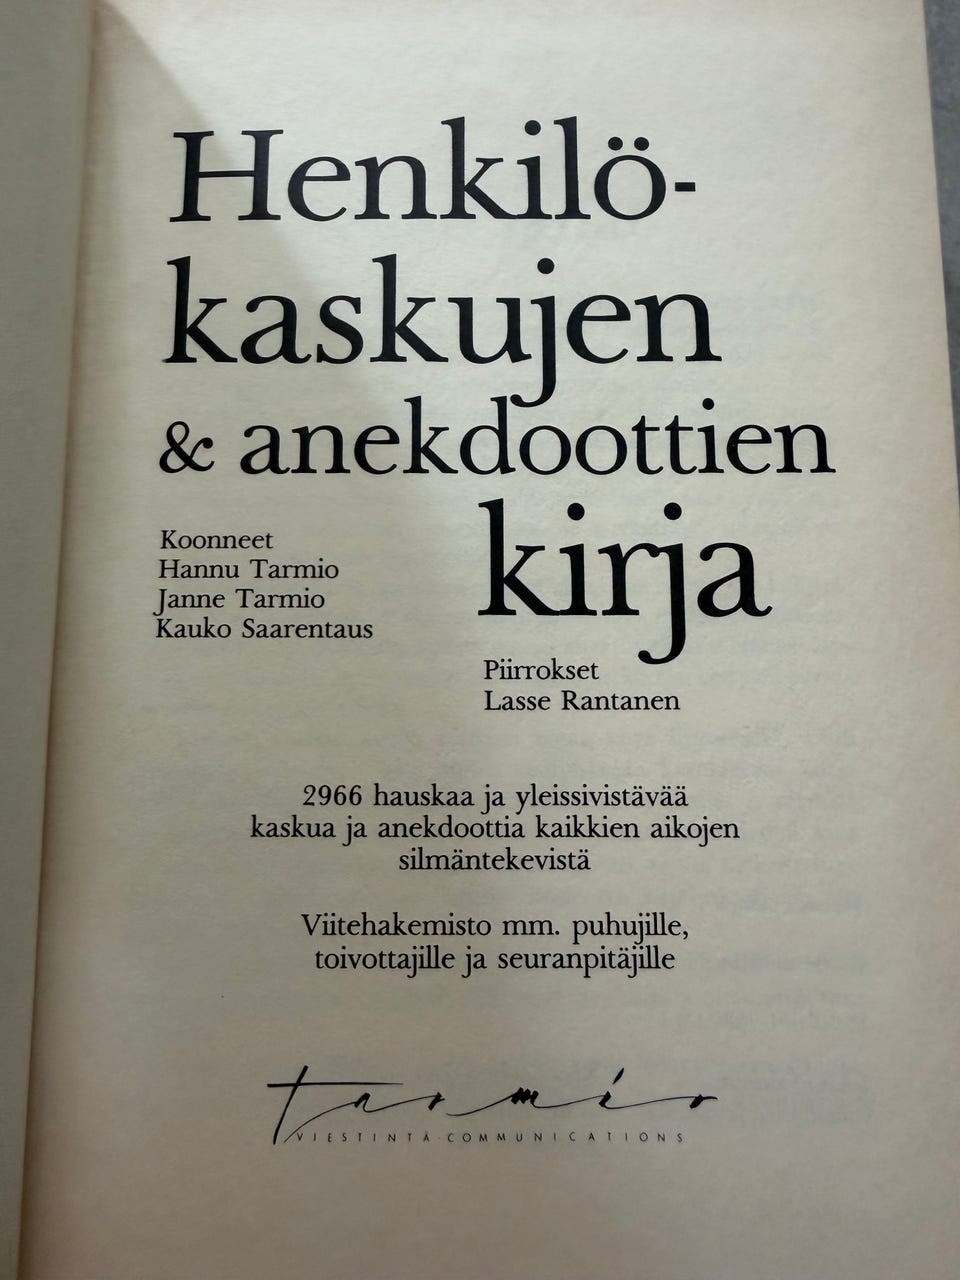 Henkilö-
kaskujen
& anekdoottien
kirja
Koonneet
Hannu Tarmio
Janne Tarmio
Kauko Saarentaus
Piirrokset
Lasse Rantanen
2966 hauskaa ja yleissivistävää
kaskua ja anekdoottia kaikkien aikojen
silmäntekevistä
Viitehakemisto mm. puhujille,
toivottajille ja seuranpitäjille
tarmio
VIESTINTÄ·COMMUNICATIONS